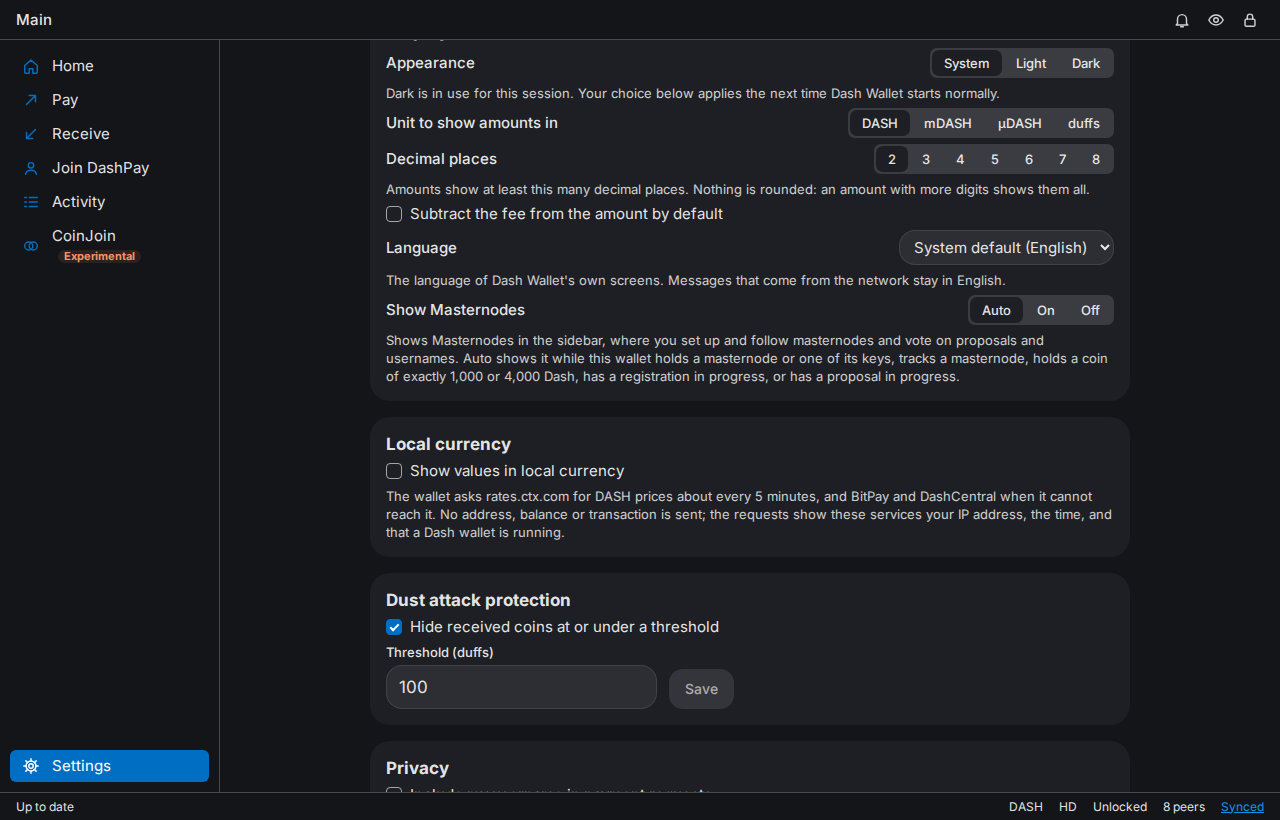 Main
Home
Pay
Receive
Join DashPay
Activity
CoinJoin
Experimental
Settings
Appearance
System Light Dark
Dark is in use for this session. Your choice below applies the next time Dash Wallet starts normally.
Unit to show amounts in
DASH mDASH µDASH duffs
Decimal places
2 3 4 5 6 7 8
Amounts show at least this many decimal places. Nothing is rounded: an amount with more digits shows them all.
Subtract the fee from the amount by default
Language
System default (English)
The language of Dash Wallet's own screens. Messages that come from the network stay in English.
Show Masternodes
Auto On Off
Shows Masternodes in the sidebar, where you set up and follow masternodes and vote on proposals and
usernames. Auto shows it while this wallet holds a masternode or one of its keys, tracks a masternode, holds a coin
of exactly 1,000 or 4,000 Dash, has a registration in progress, or has a proposal in progress.
Local currency
Show values in local currency
The wallet asks rates.ctx.com for DASH prices about every 5 minutes, and BitPay and DashCentral when it cannot
reach it. No address, balance or transaction is sent; the requests show these services your IP address, the time, and
that a Dash wallet is running.
Dust attack protection
Hide received coins at or under a threshold
Threshold (duffs)
100
Save
Privacy
Up to date
DASH HD Unlocked 8 peers Synced